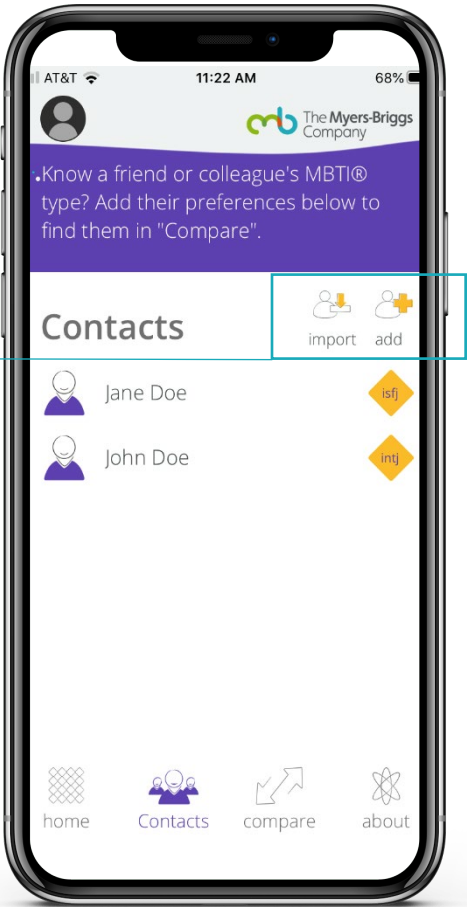 AT&T 11:22 AM 68%
The Myers-Briggs
Company
Know a friend or colleague's MBTI®
type? Add their preferences below to
find them in "Compare".
Contacts
import add
Jane Doe isfj
John Doe intj
home Contacts compare about